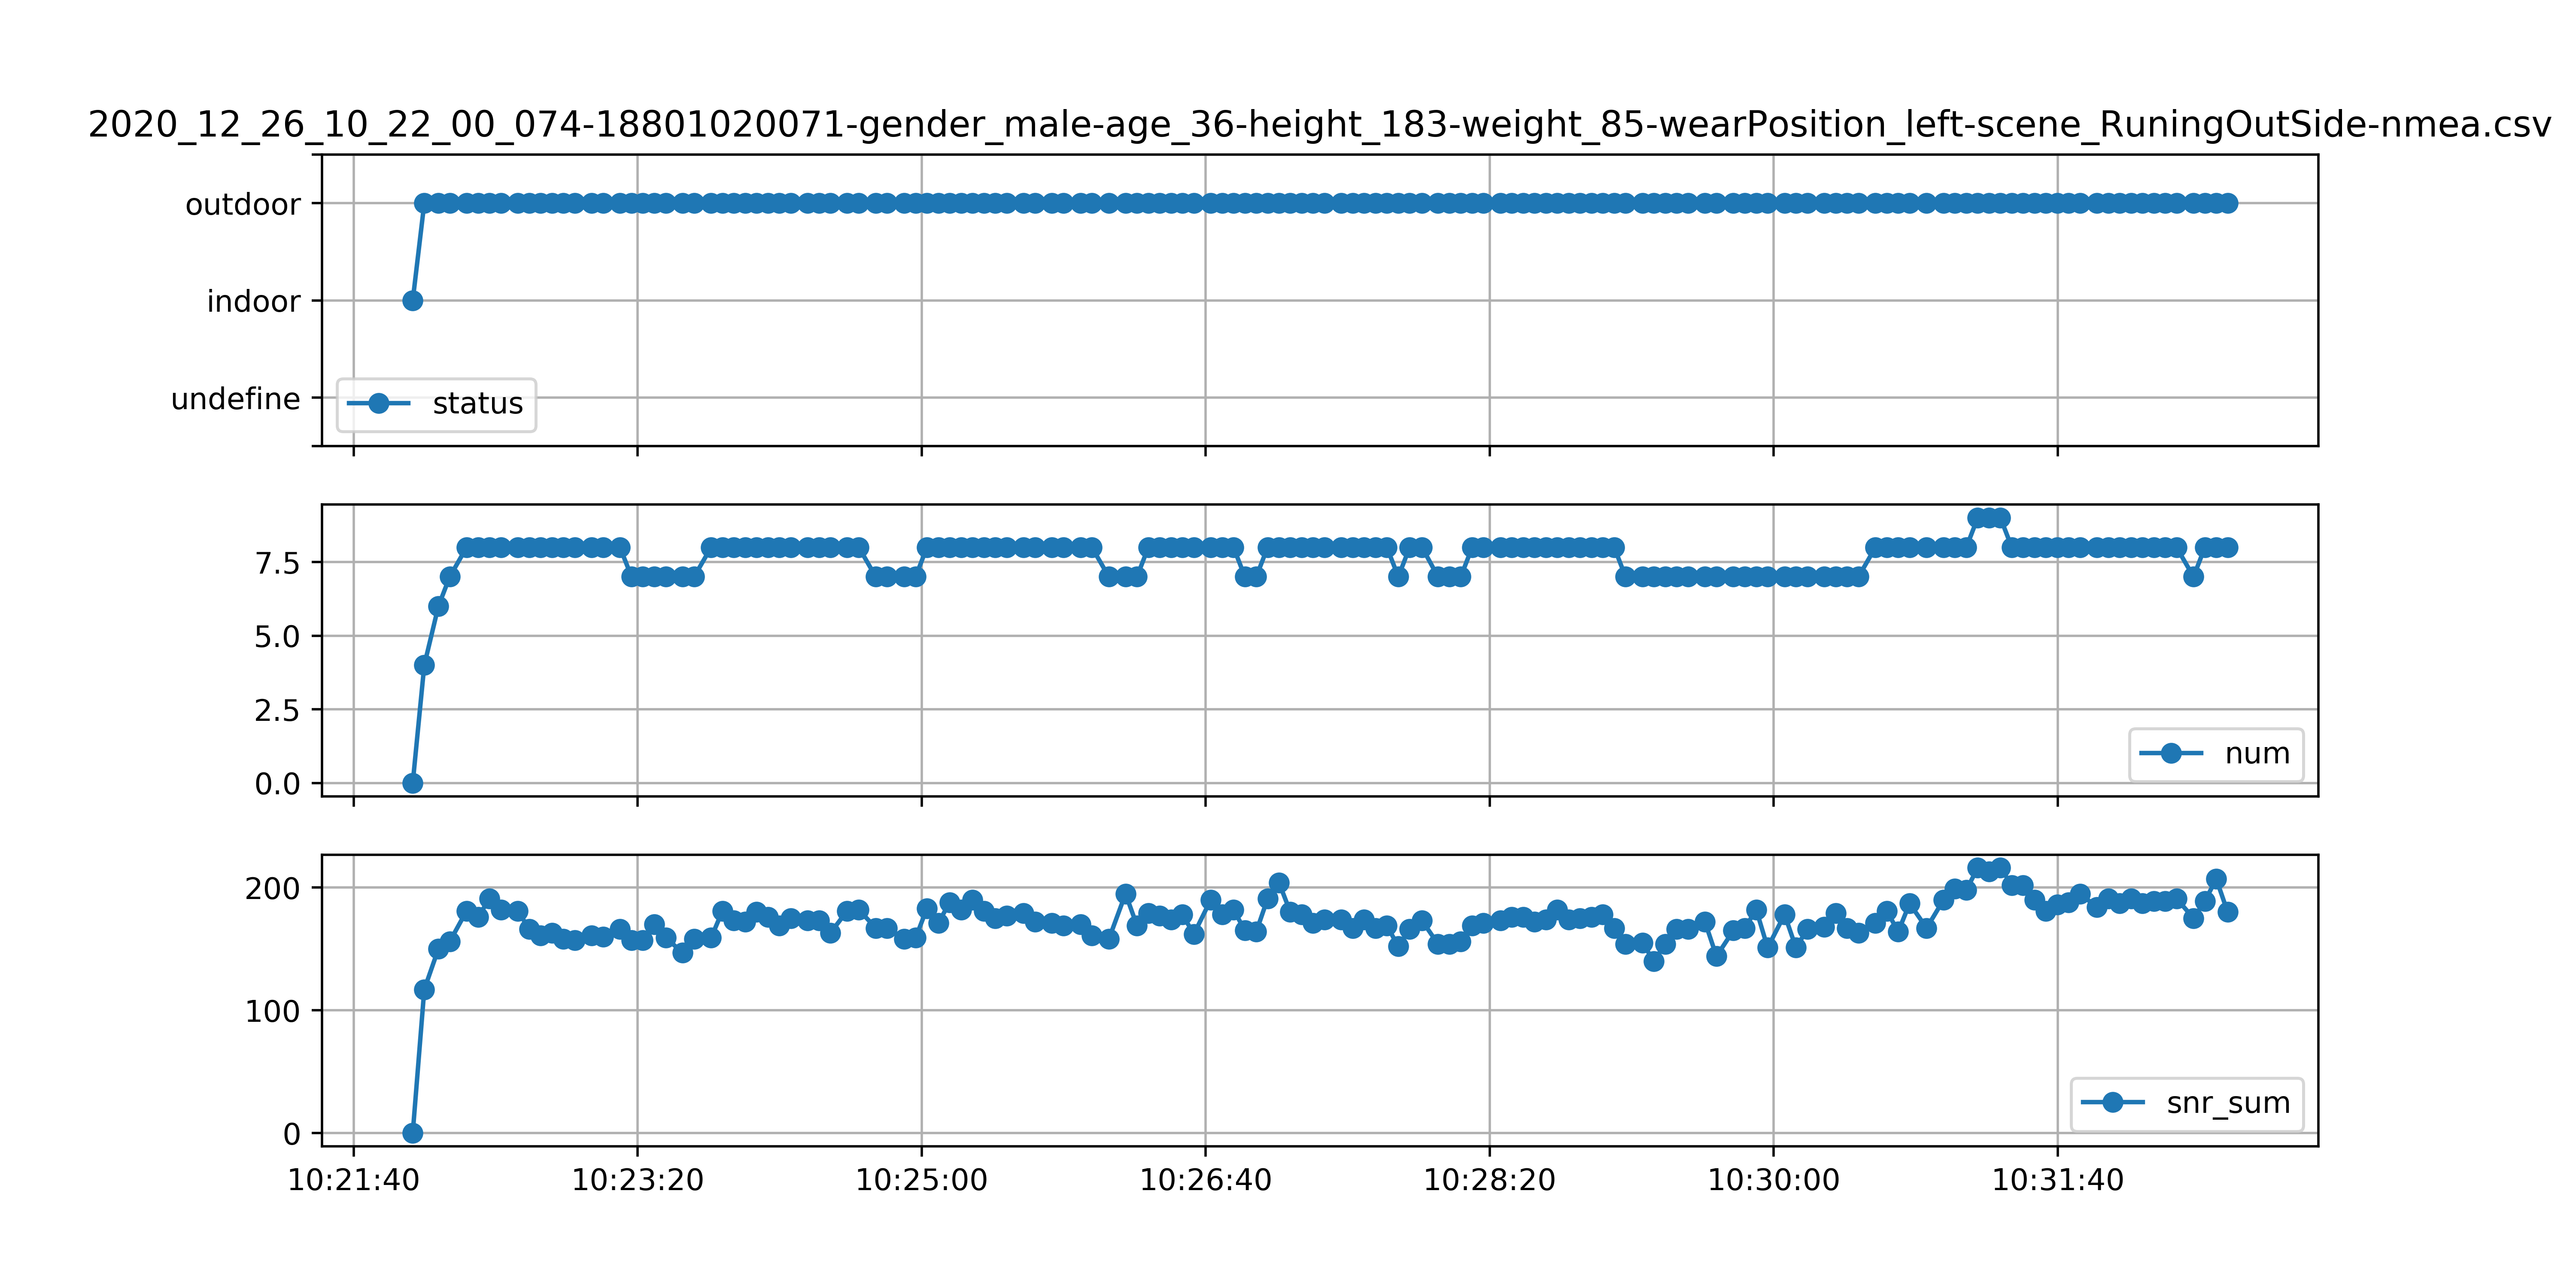 2020_12_26_10_22_00_074-18801020071-gender_male-age_36-height_183-weight_85-wearPosition_left-scene_RuningOutSide-nmea.csv
outdoor
indoor
undefine
status
7.5
5.0
2.5
0.0
num
200
100
0
snr_sum
10:21:40 10:23:20 10:25:00 10:26:40 10:28:20 10:30:00 10:31:40